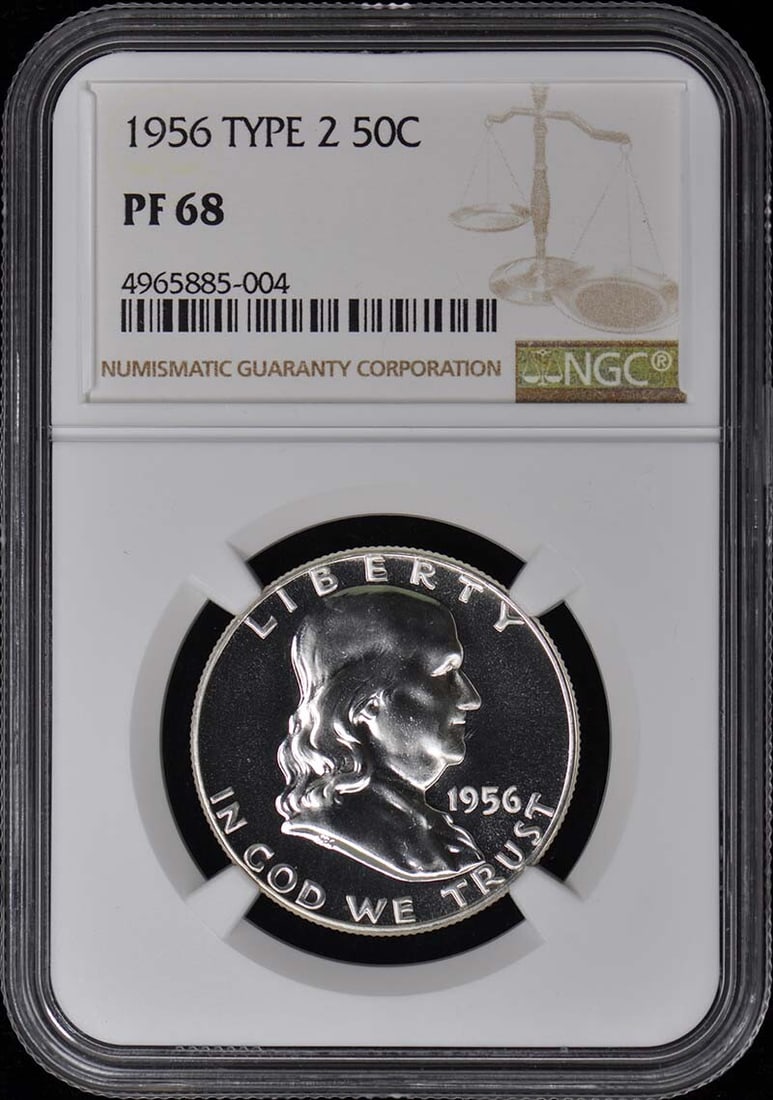 1956 TYPE 2 50C
PF 68
4965885-004
NUMISMATIC GUARANTY CORPORATION
NGC®
LIBERTY
1956
IN GOD WE TRUST